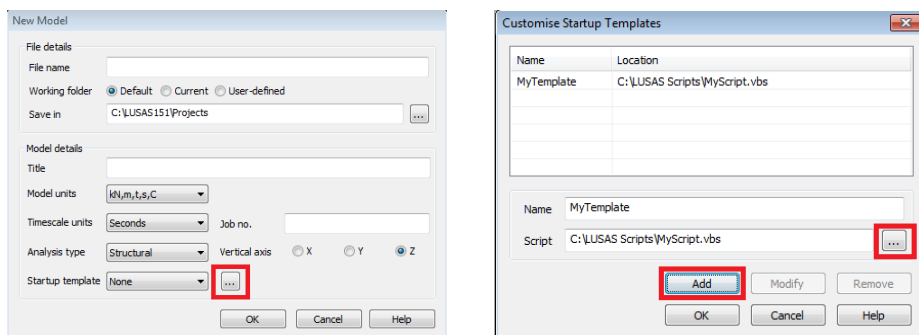 New Model
File details
File name
Working folder Default Current User-defined
Save in C:\LUSAS151\Projects ...
Model details
Title
Model units kN,m,t,s,C
Timescale units Seconds Job no.
Analysis type Structural Vertical axis X Y Z
Startup template None ...
OK Cancel Help
Customise Startup Templates
Name Location
MyTemplate C:\LUSAS Scripts\MyScript.vbs
Name MyTemplate
Script C:\LUSAS Scripts\MyScript.vbs ...
Add Modify Remove
OK Cancel Help